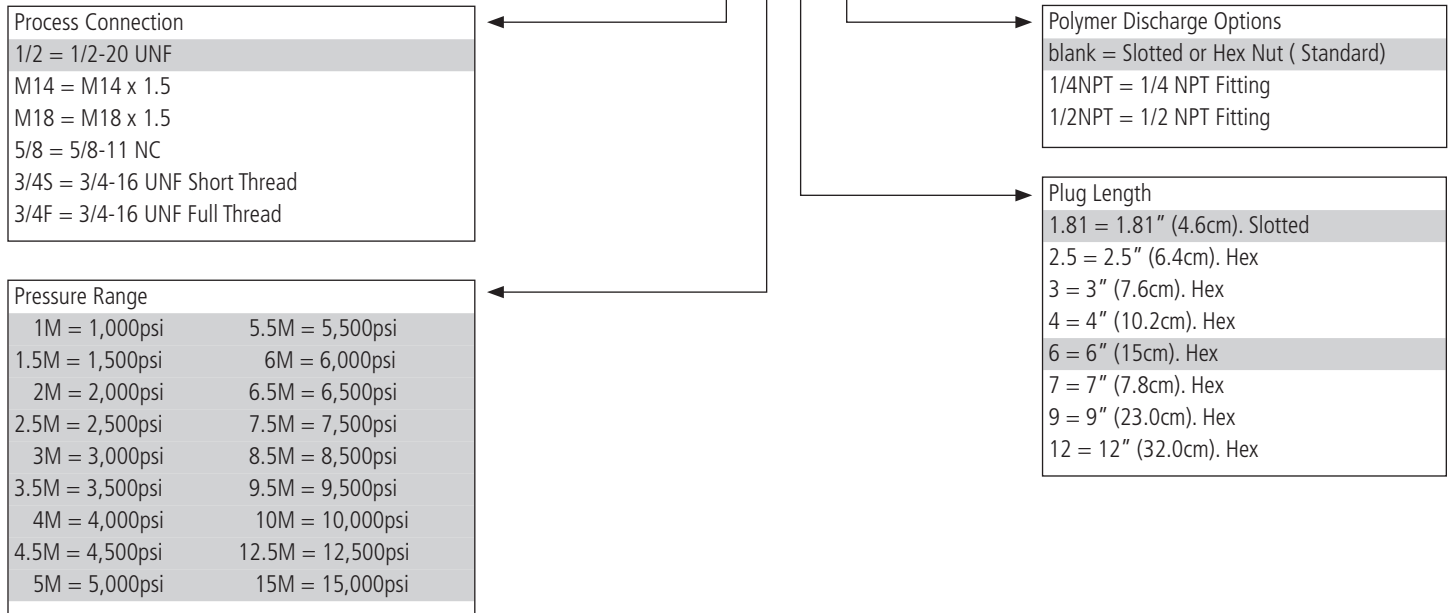 Process Connection
1/2 = 1/2-20 UNF
M14 = M14 x 1.5
M18 = M18 x 1.5
5/8 = 5/8-11 NC
3/4S = 3/4-16 UNF Short Thread
3/4F = 3/4-16 UNF Full Thread
Pressure Range
1M = 1,000psi 5.5M = 5,500psi
1.5M = 1,500psi 6M = 6,000psi
2M = 2,000psi 6.5M = 6,500psi
2.5M = 2,500psi 7.5M = 7,500psi
3M = 3,000psi 8.5M = 8,500psi
3.5M = 3,500psi 9.5M = 9,500psi
4M = 4,000psi 10M = 10,000psi
4.5M = 4,500psi 12.5M = 12,500psi
5M = 5,000psi 15M = 15,000psi
Polymer Discharge Options
blank = Slotted or Hex Nut ( Standard)
1/4NPT = 1/4 NPT Fitting
1/2NPT = 1/2 NPT Fitting
Plug Length
1.81 = 1.81″ (4.6cm). Slotted
2.5 = 2.5″ (6.4cm). Hex
3 = 3″ (7.6cm). Hex
4 = 4″ (10.2cm). Hex
6 = 6″ (15cm). Hex
7 = 7″ (7.8cm). Hex
9 = 9″ (23.0cm). Hex
12 = 12″ (32.0cm). Hex